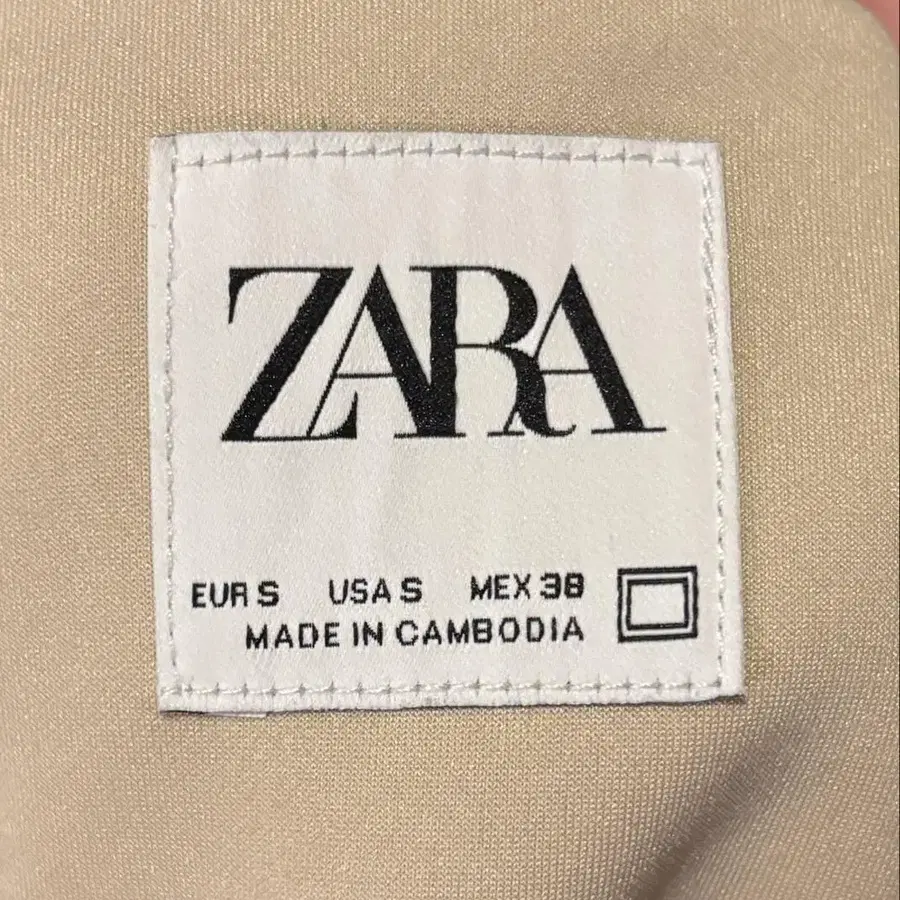 ZARA
EUR S USA S MEX 38
MADE IN CAMBODIA